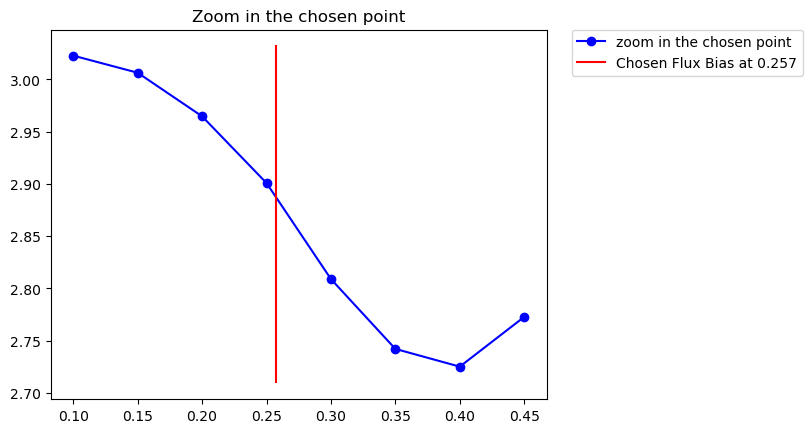 Zoom in the chosen point
zoom in the chosen point
Chosen Flux Bias at 0.257
3.00
2.95
2.90
2.85
2.80
2.75
2.70
0.10 0.15 0.20 0.25 0.30 0.35 0.40 0.45